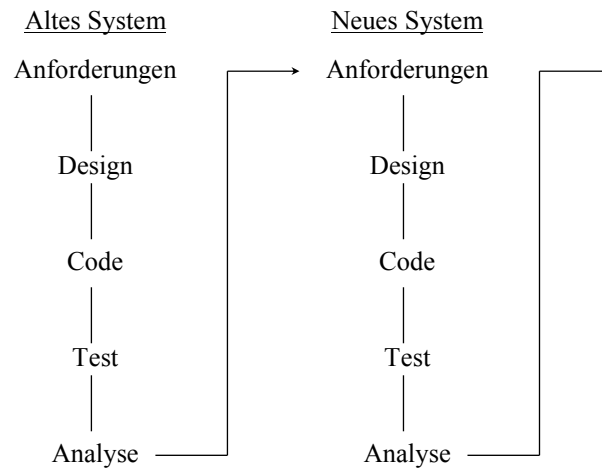 Altes System
Anforderungen
Design
Code
Test
Analyse
Neues System
Anforderungen
Design
Code
Test
Analyse